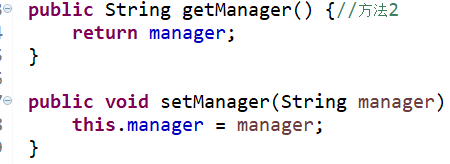 public String getManager() {//方法2
return manager;
}
public void setManager(String manager)
this.manager = manager;
}